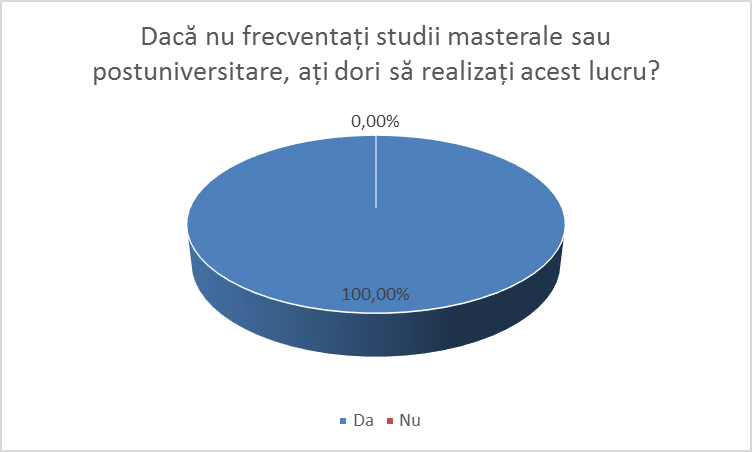 Dacă nu frecventați studii masterale sau
postuniversitare, ați dori să realizați acest lucru?
0,00%
100,00%
Da Nu